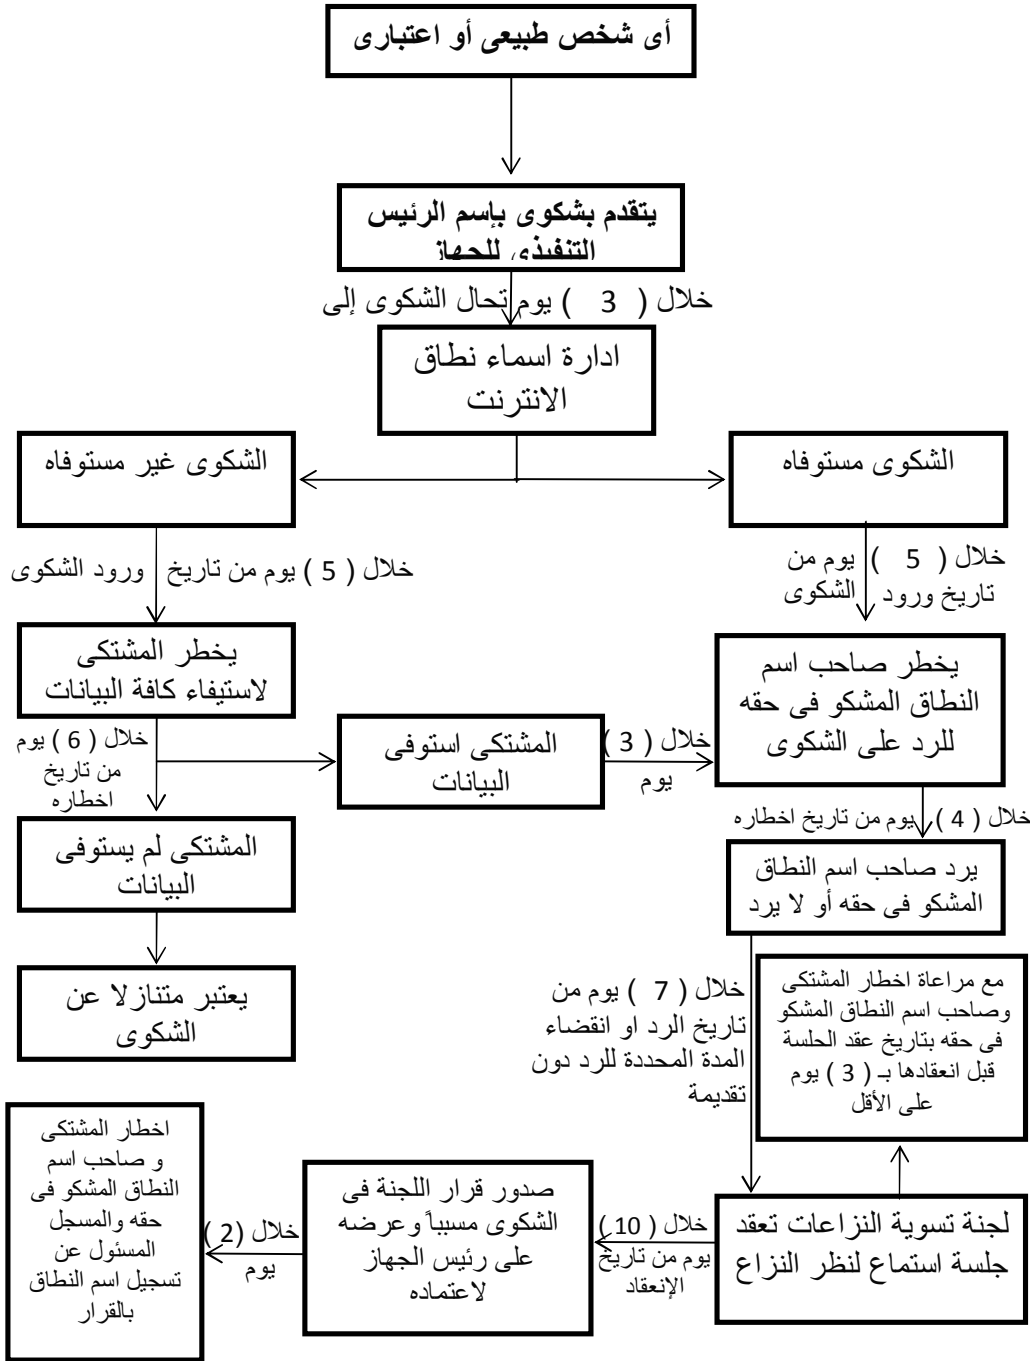 أى شخص طبيعى أو اعتبارى
يتقدم بشكوى بإسم الرئيس
التنفيذى للجهاز
خلال ( 3 ) يوم تحال الشكوى إلى
ادارة اسماء نطاق
الانترنت
الشكوى مستوفاه
الشكوى غير مستوفاه
خلال ( 5 ) يوم من
تاريخ ورود الشكوى
خلال ( 5 ) يوم من تاريخ ورود الشكوى
يخطر صاحب اسم
النطاق المشكو فى حقه
للرد على الشكوى
يخطر المشتكى
لاستيفاء كافة البيانات
خلال ( 6 ) يوم
من تاريخ
اخطاره
المشتكى استوفى
البيانات
خلال ( 3 )
يوم
خلال ( 4 ) يوم من تاريخ اخطاره
المشتكى لم يستوفى
البيانات
يرد صاحب اسم النطاق
المشكو فى حقه أو لا يرد
يعتبر متنازلا عن
الشكوى
مع مراعاة اخطار المشتكى
وصاحب اسم النطاق المشكو
فى حقه بتاريخ عقد الحلسة
قبل انعقادها بـ ( 3 ) يوم
على الأقل
خلال ( 7 ) يوم من
تاريخ الرد او انقضاء
المدة المحددة للرد دون
تقديمة
لجنة تسوية النزاعات تعقد
جلسة استماع لنظر النزاع
خلال ( 10 )
يوم من تاريخ
الإنعقاد
صدور قرار اللجنة فى
الشكوى مسبباً وعرضه
على رئيس الجهاز
لاعتماده
خلال ( 2 )
يوم
اخطار المشتكى
و صاحب اسم
النطاق المشكو فى
حقه والمسجل
المسئول عن
تسجيل اسم النطاق
بالقرار